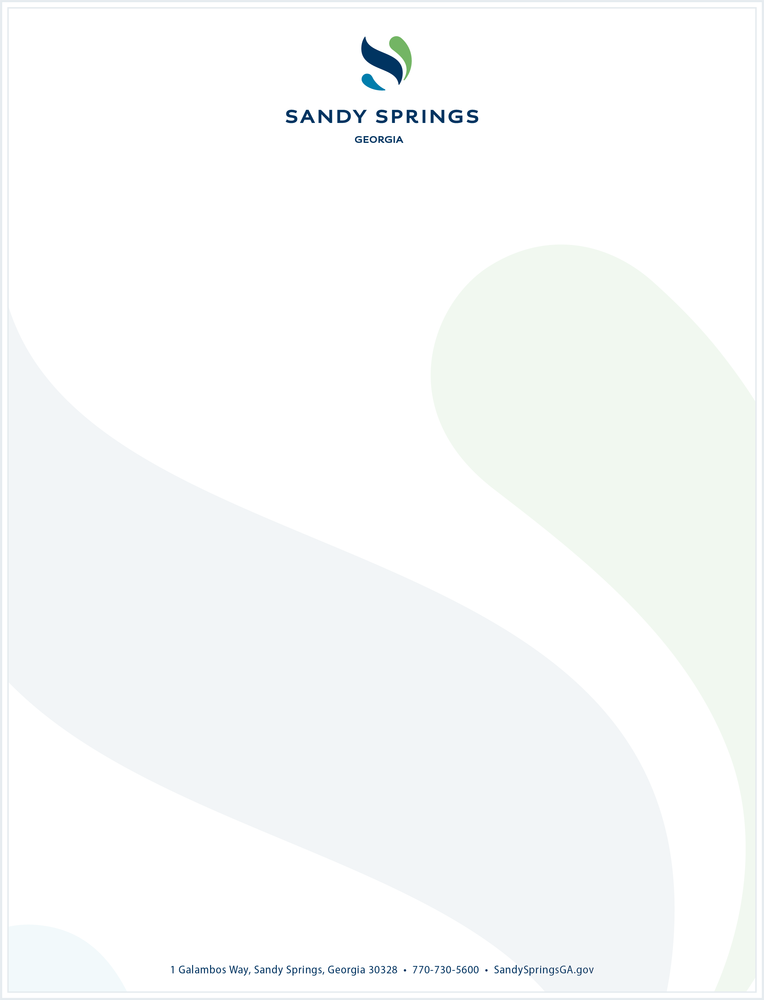 SANDY SPRINGS
GEORGIA
1 Galambos Way, Sandy Springs, Georgia 30328 • 770-730-5600 • SandySpringsGA.gov